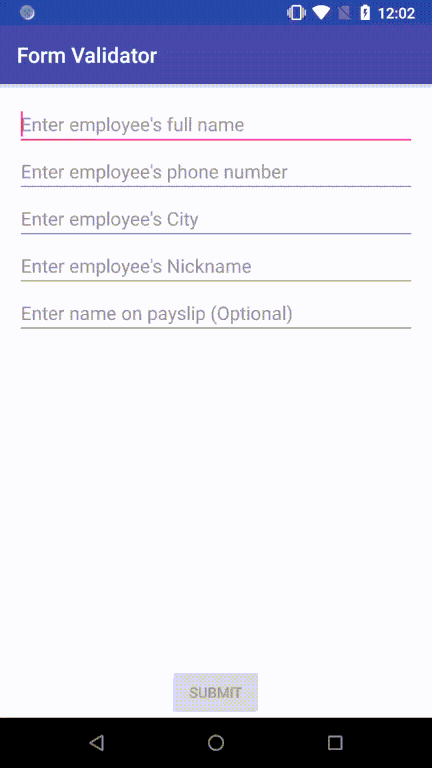 12:02
Form Validator
Enter employee's full name
Enter employee's phone number
Enter employee's City
Enter employee's Nickname
Enter name on payslip (Optional)
SUBMIT